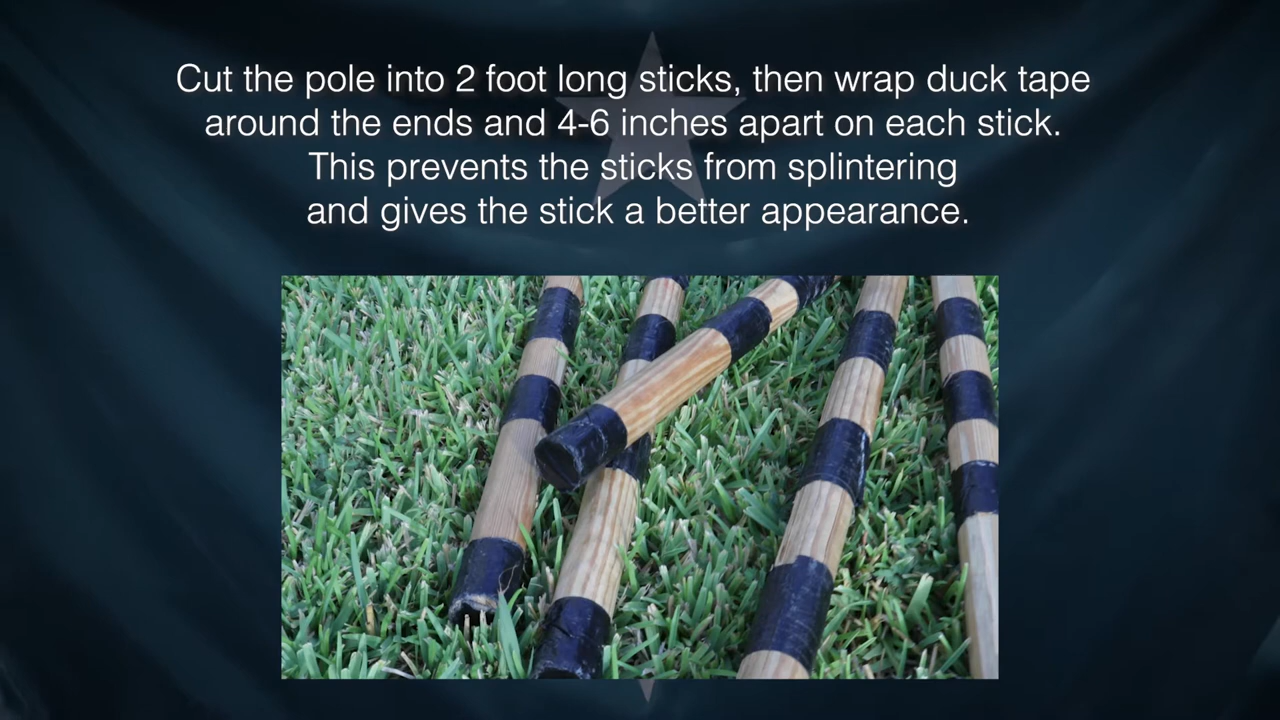 Cut the pole into 2 foot long sticks, then wrap duck tape
around the ends and 4-6 inches apart on each stick.
This prevents the sticks from splintering
and gives the stick a better appearance.